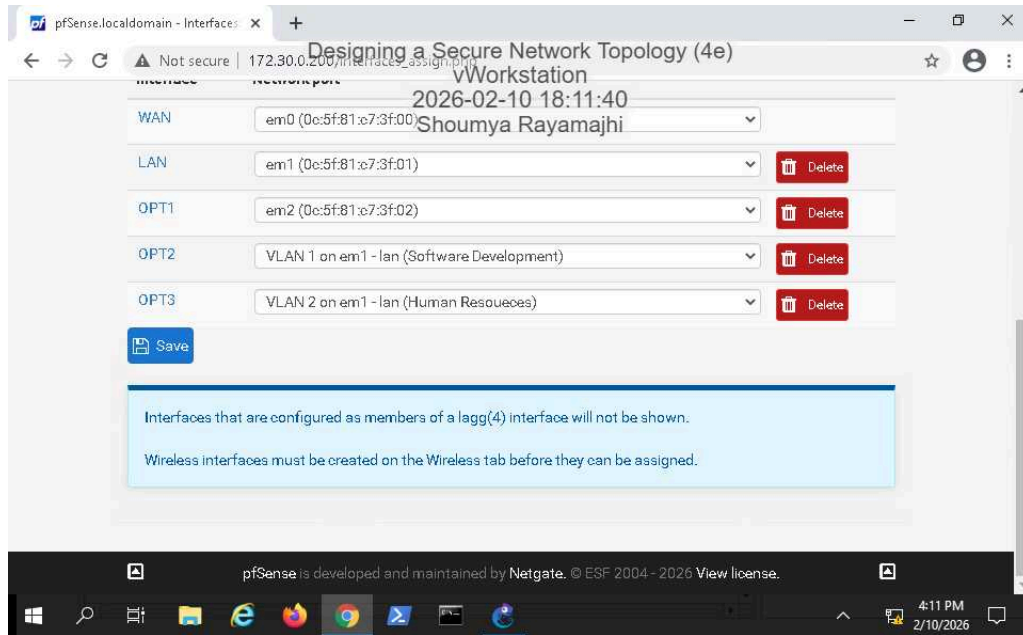 pfSense.localdomain - Interfaces
Not secure | 172.30.0.200/interfaces_assign.php
Designing a Secure Network Topology (4e)
vWorkstation
2026-02-10 18:11:40
Shoumya Rayamajhi
Interface Network port
WAN em0 (0c:5f:81:c7:3f:00)
LAN em1 (0c:5f:81:c7:3f:01) Delete
OPT1 em2 (0c:5f:81:c7:3f:02) Delete
OPT2 VLAN 1 on em1 - lan (Software Development) Delete
OPT3 VLAN 2 on em1 - lan (Human Resoueces) Delete
Save
Interfaces that are configured as members of a lagg(4) interface will not be shown.
Wireless interfaces must be created on the Wireless tab before they can be assigned.
pfSense is developed and maintained by Netgate. © ESF 2004 - 2026 View license.
4:11 PM
2/10/2026